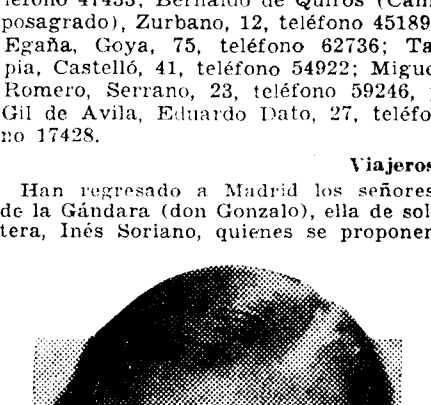 léfono 41433; Bernaldo de Quirós (Cam
posagrado), Zurbano, 12, teléfono 45189
Egaña, Goya, 75, teléfono 62736; Ta
pia, Castelló, 41, teléfono 54922; Migue
Romero, Serrano, 23, teléfono 59246,
Gil de Avila, Eduardo Dato, 27, teléfo
no 17428.
Viajeros
Han regresado a Madrid los señores
de la Gándara (don Gonzalo), ella de sol
tera, Inés Soriano, quienes se proponen